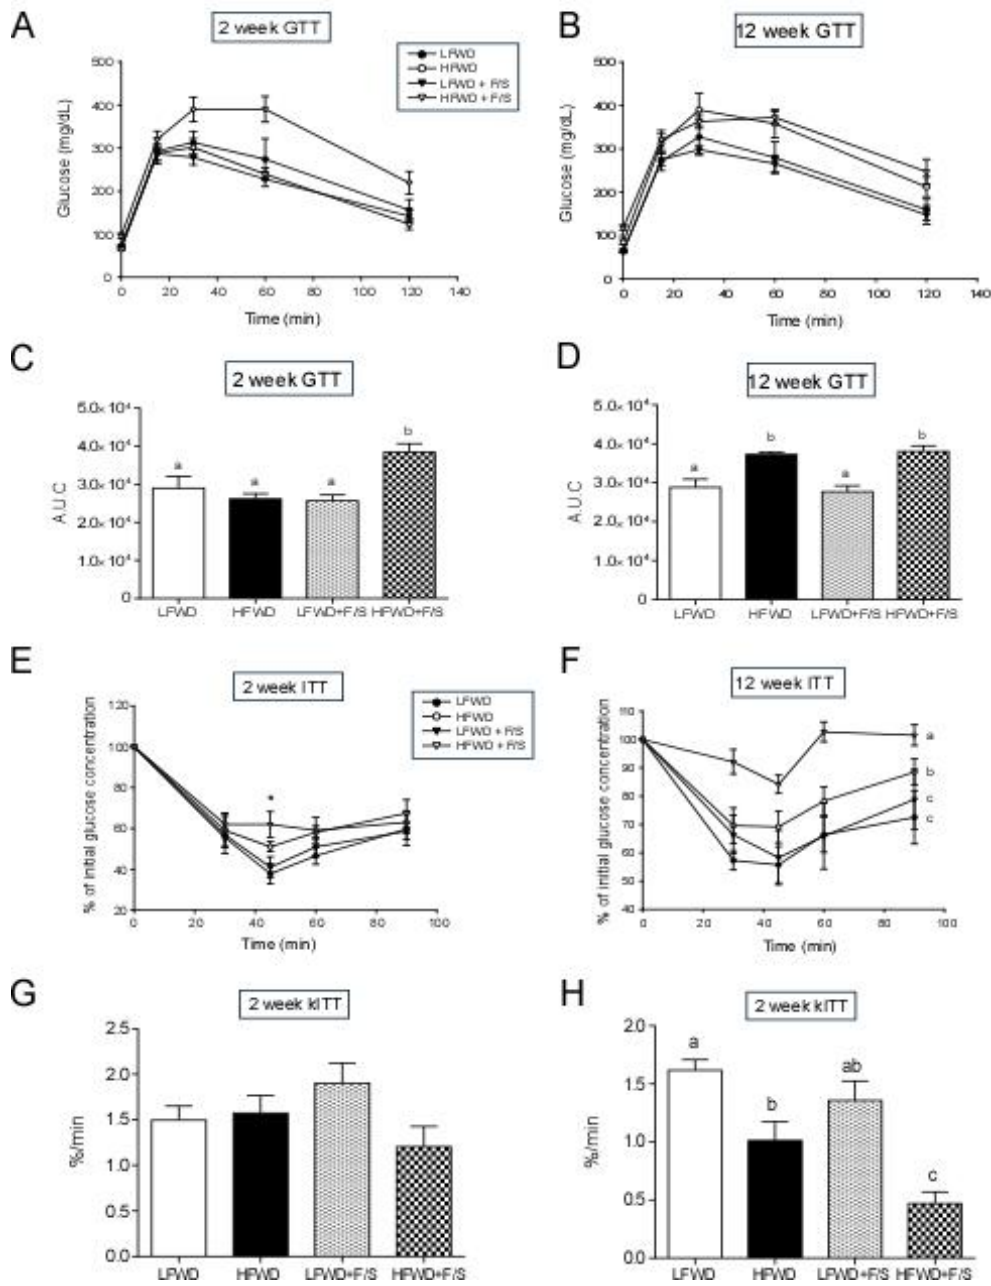 A
2 week GTT
LFWD
HFWD
LFWD + F/S
HFWD + F/S
500
400
300
200
100
0
Glucose (mg/dL)
0 20 40 60 80 100 120 140
Time (min)
B
12 week GTT
500
400
300
200
100
0
Glucose (mg/dL)
0 20 40 60 80 100 120 140
Time (min)
C
2 week GTT
5.0×10⁴
4.0×10⁴
3.0×10⁴
2.0×10⁴
1.0×10⁴
0
A.U.C
a a a b
LFWD HFWD LFWD+F/S HFWD+F/S
D
12 week GTT
5.0×10⁴
4.0×10⁴
3.0×10⁴
2.0×10⁴
1.0×10⁴
0
A.U.C
a b a b
LFWD HFWD LFWD+F/S HFWD+F/S
E
2 week ITT
LFWD
HFWD
LFWD + F/S
HFWD + F/S
120
100
80
60
40
20
% of initial glucose concentration
*
0 20 40 60 80 100
Time (min)
F
12 week ITT
110
100
90
80
70
60
50
40
% of initial glucose concentration
a
b
c
c
0 20 40 60 80 100
Time (min)
G
2 week kITT
2.5
2.0
1.5
1.0
0.5
0.0
%/min
LFWD HFWD LFWD+F/S HFWD+F/S
H
2 week kITT
2.0
1.5
1.0
0.5
0.0
%/min
a b ab c
LFWD HFWD LFWD+F/S HFWD+F/S